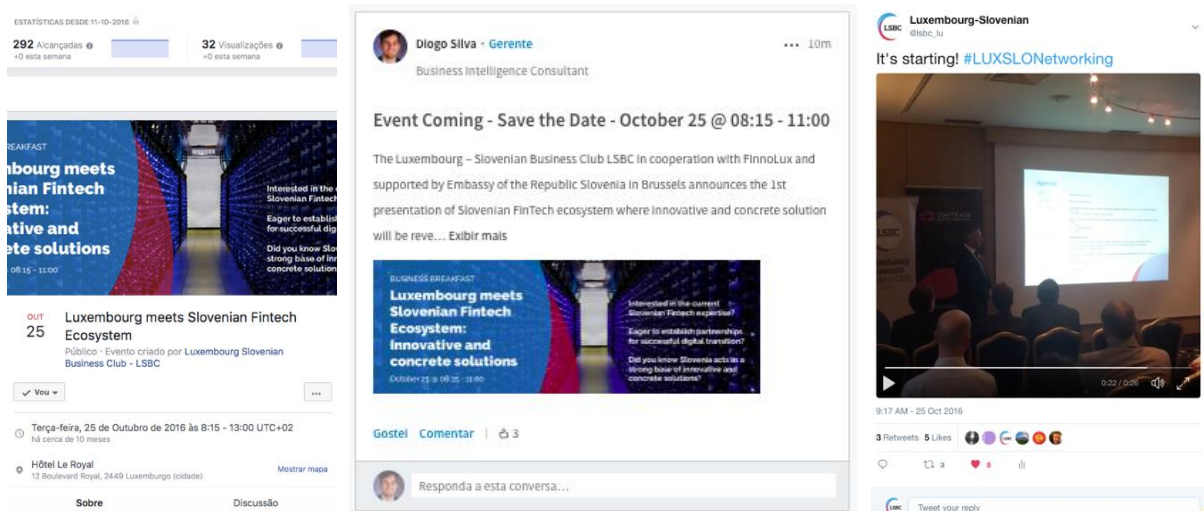 ESTATÍSTICAS DESDE 11-10-2016
292 Alcançadas
+0 esta semana
32 Visualizações
+0 esta semana
REAKFAST
nbourg meets
nian Fintech
stem:
ative and
ete solutions
08:15 - 11:00
Interested in the
Slovenian Fintech
Eager to establish
for successful dig
Did you know Slo
strong base of inn
concrete solution
OUT
25
Luxembourg meets Slovenian Fintech
Ecosystem
Público · Evento criado por Luxembourg Slovenian
Business Club - LSBC
Vou
Terça-feira, 25 de Outubro de 2016 às 8:15 - 13:00 UTC+02
há cerca de 10 meses
Hôtel Le Royal
12 Boulevard Royal, 2449 Luxemburgo (cidade)
Mostrar mapa
Sobre
Discussão
Diogo Silva · Gerente
10m
Business Intelligence Consultant
Event Coming - Save the Date - October 25 @ 08:15 - 11:00
The Luxembourg – Slovenian Business Club LSBC in cooperation with FinnoLux and
supported by Embassy of the Republic Slovenia in Brussels announces the 1st
presentation of Slovenian FinTech ecosystem where innovative and concrete solution
will be reve… Exibir mais
BUSINESS BREAKFAST
Luxembourg meets
Slovenian Fintech
Ecosystem:
Innovative and
concrete solutions
October 25 @ 08:15 - 11:00
Interested in the current
Slovenian Fintech expertise?
Eager to establish partnerships
for successful digital transition?
Did you know Slovenia acts as a
strong base of innovative and
concrete solutions?
Gostei Comentar | 3
Responda a esta conversa…
LSBC
Luxembourg-Slovenian
@lsbc_lu
It's starting! #LUXSLONetworking
Agenda
LSBC
COMTRADE
0:22 / 0:26
9:17 AM - 25 Oct 2016
3 Retweets 5 Likes
3
5
LSBC
Tweet your reply